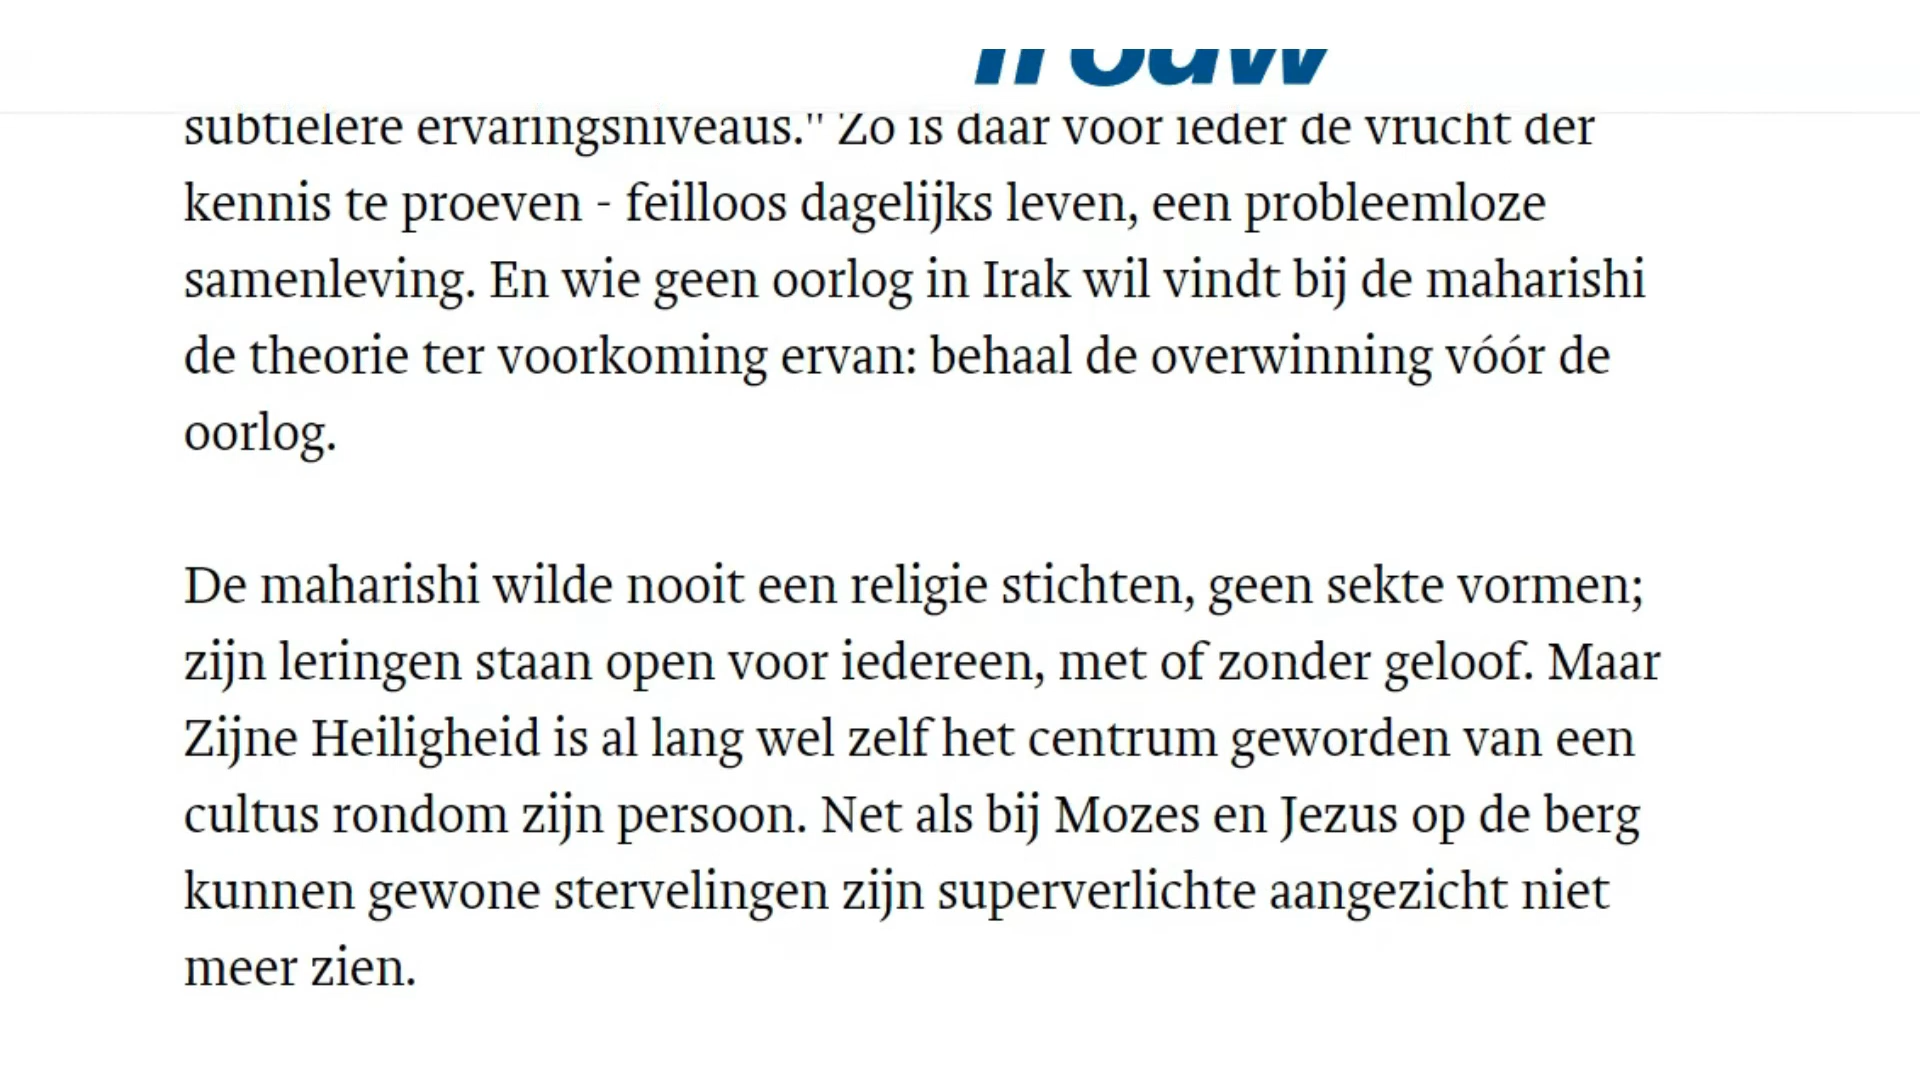 Trouw
subtielere ervaringsniveaus." Zo is daar voor ieder de vrucht der
kennis te proeven - feilloos dagelijks leven, een probleemloze
samenleving. En wie geen oorlog in Irak wil vindt bij de maharishi
de theorie ter voorkoming ervan: behaal de overwinning vóór de
oorlog.
De maharishi wilde nooit een religie stichten, geen sekte vormen;
zijn leringen staan open voor iedereen, met of zonder geloof. Maar
Zijne Heiligheid is al lang wel zelf het centrum geworden van een
cultus rondom zijn persoon. Net als bij Mozes en Jezus op de berg
kunnen gewone stervelingen zijn superverlichte aangezicht niet
meer zien.